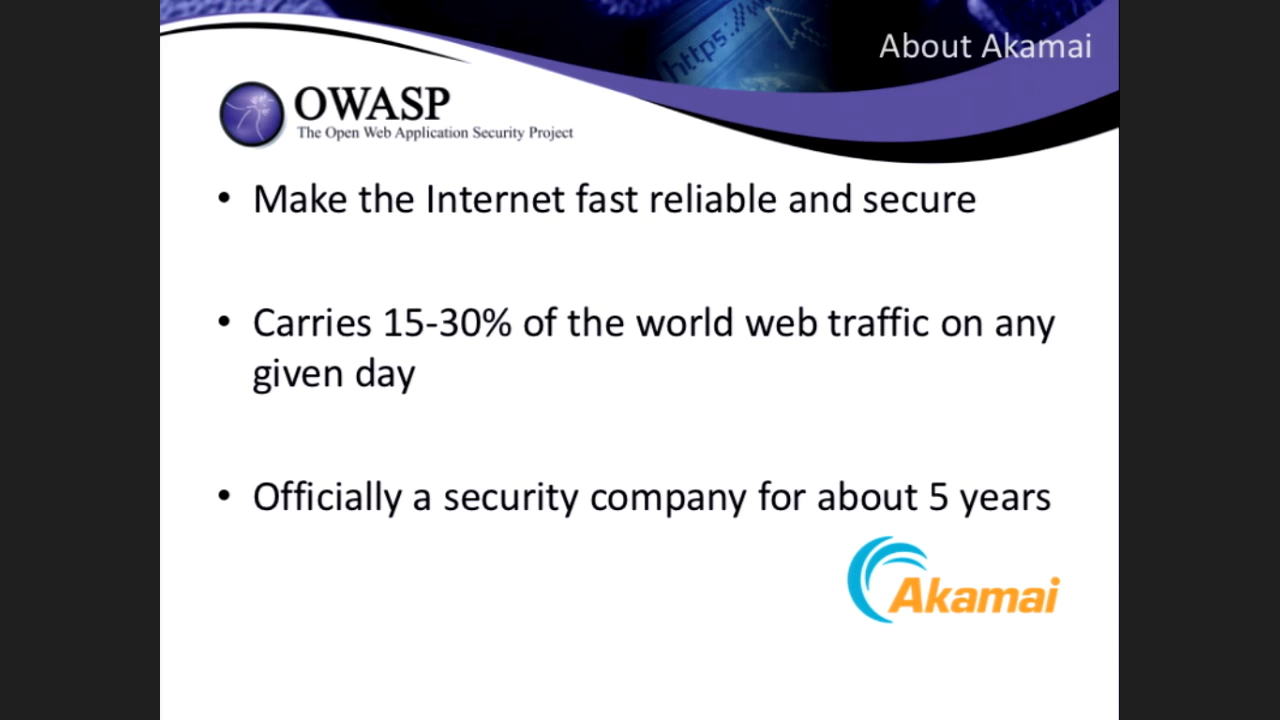 https://w
About Akamai
OWASP
The Open Web Application Security Project
• Make the Internet fast reliable and secure
• Carries 15-30% of the world web traffic on any
given day
• Officially a security company for about 5 years
Akamai